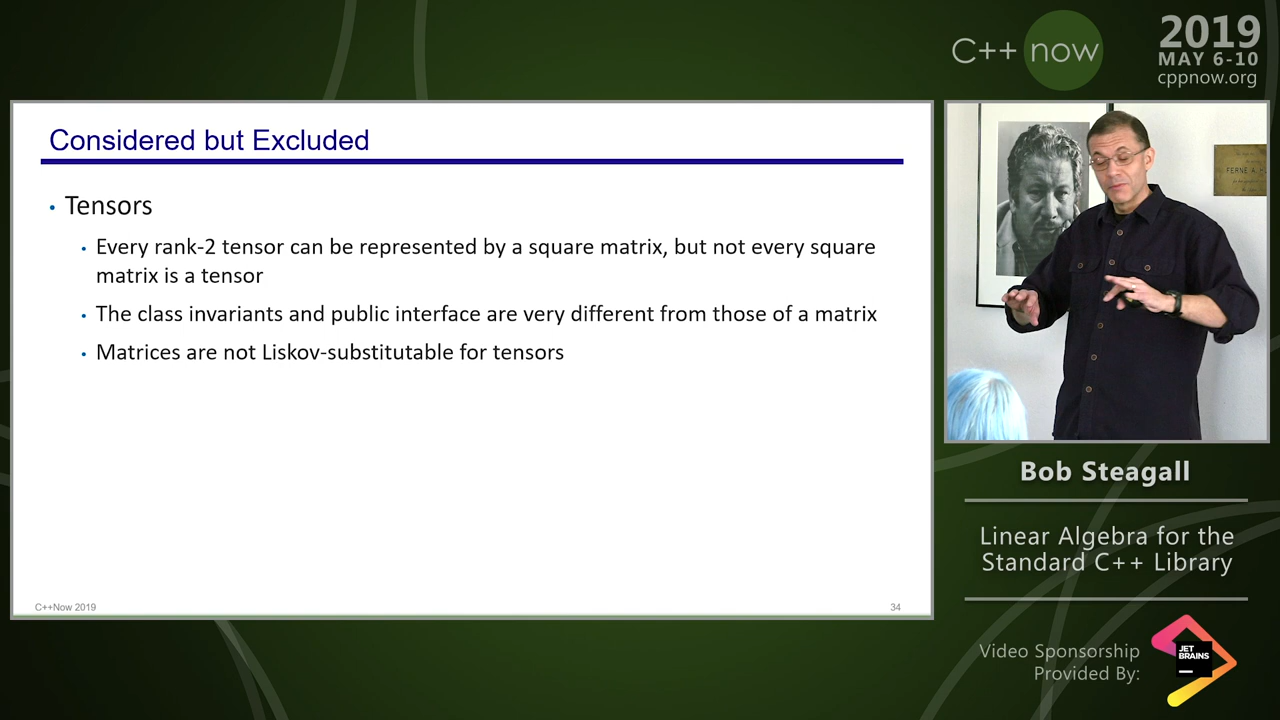 C++ now
2019
MAY 6-10
cppnow.org
Considered but Excluded
• Tensors
• Every rank-2 tensor can be represented by a square matrix, but not every square
matrix is a tensor
• The class invariants and public interface are very different from those of a matrix
• Matrices are not Liskov-substitutable for tensors
C++Now 2019
34
FERNE A.
Bob Steagall
Linear Algebra for the
Standard C++ Library
Video Sponsorship
Provided By:
JET
BRAINS